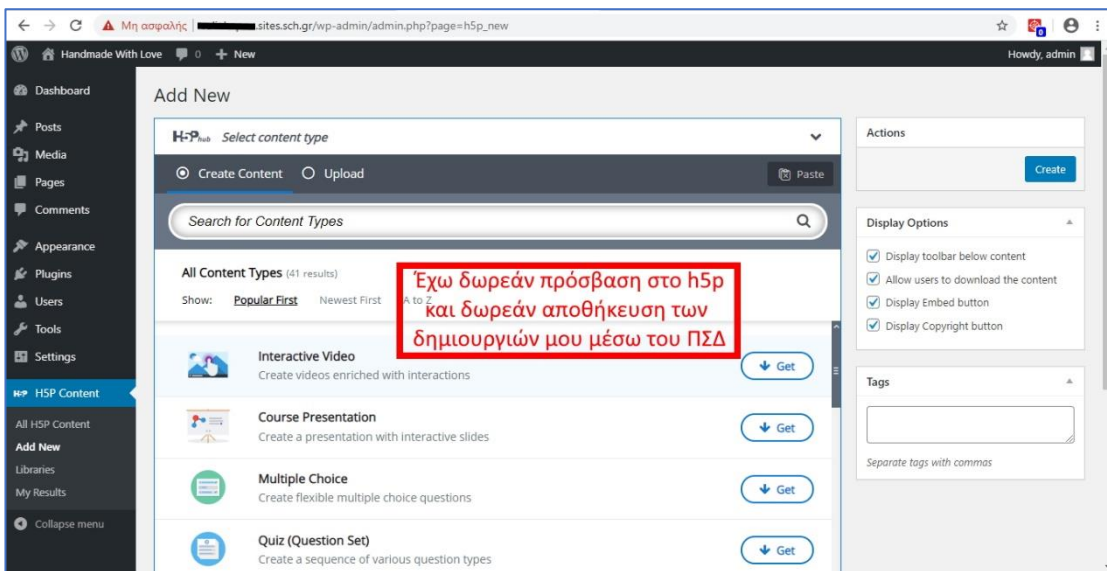 Μη ασφαλής
.sites.sch.gr/wp-admin/admin.php?page=h5p_new
0
Handmade With Love
0
New
Howdy, admin
Dashboard
Posts
Media
Pages
Comments
Appearance
Plugins
Users
Tools
Settings
H5P H5P Content
All H5P Content
Add New
Libraries
My Results
Collapse menu
Add New
H5P hub Select content type
Create Content
Upload
Paste
Search for Content Types
All Content Types (41 results)
Show: Popular First Newest First A to Z
Έχω δωρεάν πρόσβαση στο h5p
και δωρεάν αποθήκευση των
δημιουργιών μου μέσω του ΠΣΔ
Interactive Video
Create videos enriched with interactions
Get
Course Presentation
Create a presentation with interactive slides
Get
Multiple Choice
Create flexible multiple choice questions
Get
Quiz (Question Set)
Create a sequence of various question types
Get
Actions
Create
Display Options
Display toolbar below content
Allow users to download the content
Display Embed button
Display Copyright button
Tags
Separate tags with commas